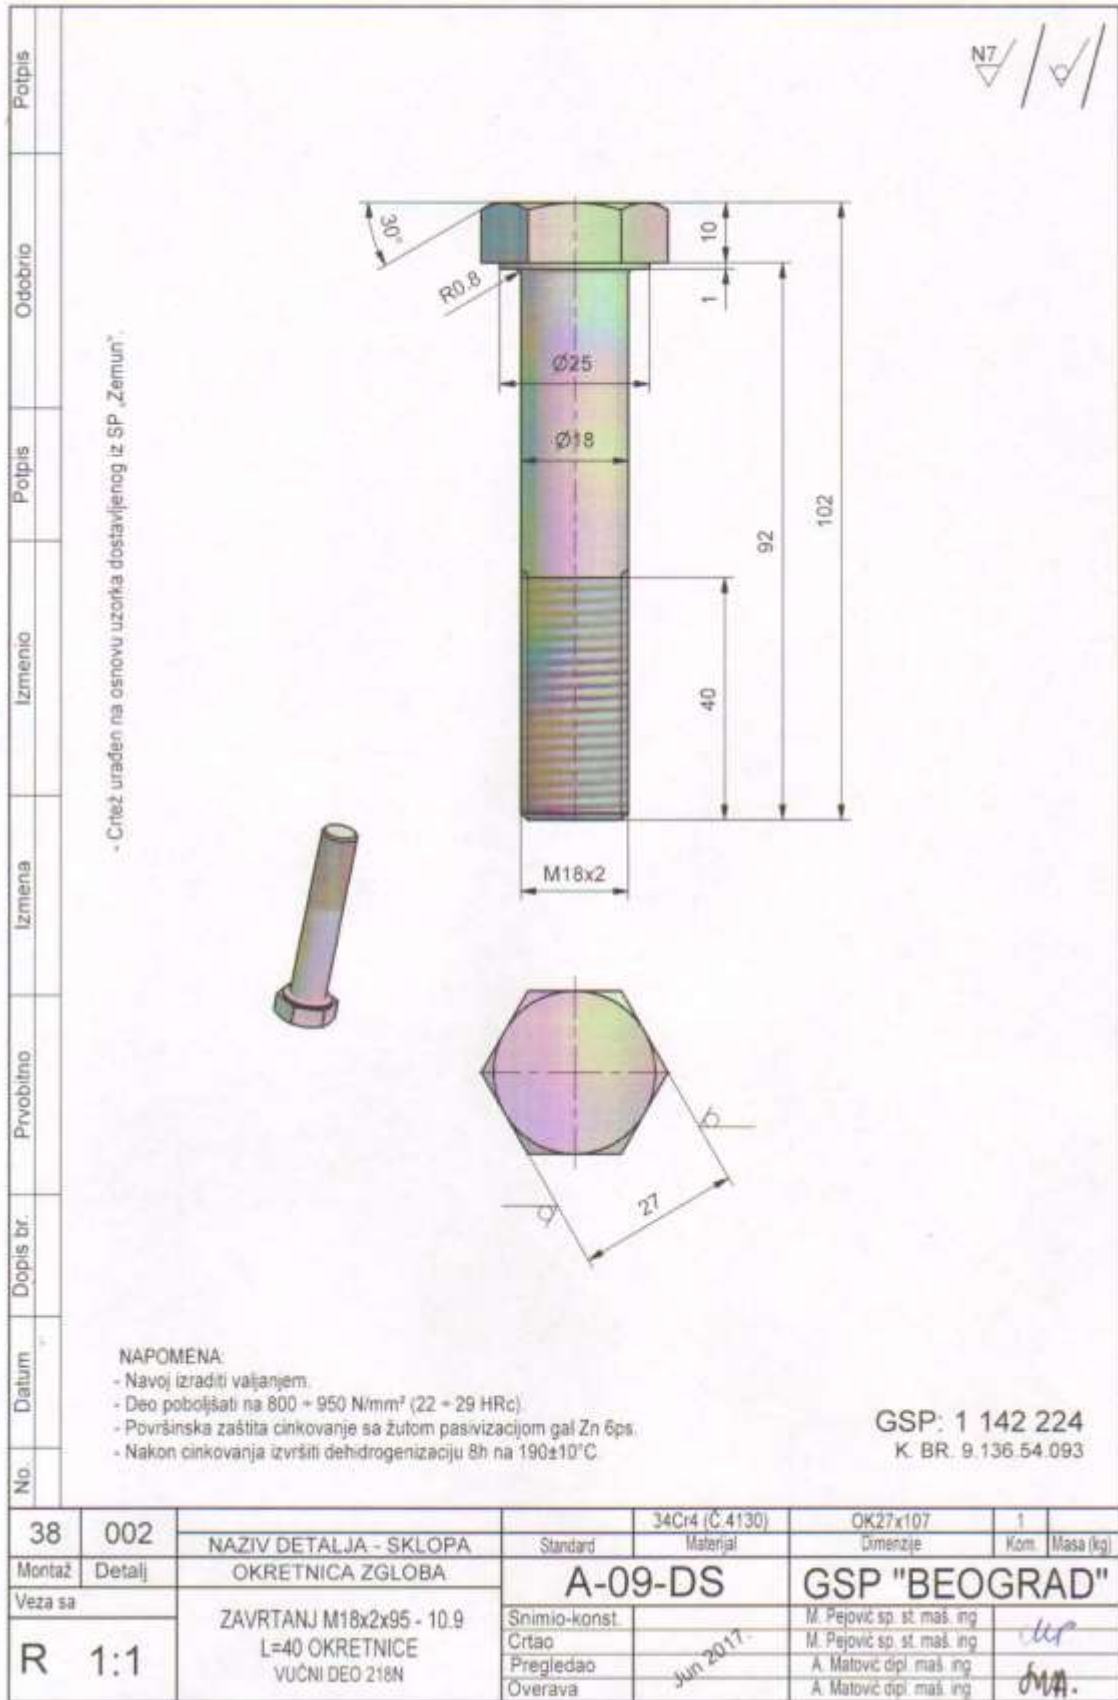 N7
30°
R0.8
10
1
Ø25
Ø18
92
102
40
M18x2
27
- Crtež urađen na osnovu uzorka dostavljenog iz SP „Zemun".
Potpis
Odobrio
Potpis
Izmenio
Izmena
Prvobitno
Dopis br.
Datum
No.
NAPOMENA:
- Navoj izraditi valjanjem.
- Deo poboljšati na 800 ÷ 950 N/mm² (22 ÷ 29 HRc).
- Površinska zaštita cinkovanje sa žutom pasivizacijom gal Zn 6ps.
- Nakon cinkovanja izvršiti dehidrogenizaciju 8h na 190±10°C.
GSP: 1 142 224
K. BR. 9.136.54.093
38 002 NAZIV DETALJA - SKLOPA Standard 34Cr4 (Č.4130) Materijal OK27x107 Dimenzije 1 Kom. Masa (kg)
Montaž Detalj OKRETNICA ZGLOBA A-09-DS GSP "BEOGRAD"
Veza sa
R 1:1
ZAVRTANJ M18x2x95 - 10.9
L=40 OKRETNICE
VUČNI DEO 218N
Snimio-konst. M. Pejović sp. st. maš. ing
Crtao M. Pejović sp. st. maš. ing
Pregledao A. Matović dipl. maš. ing
Overava A. Matović dipl. maš. ing
Jun 2017.